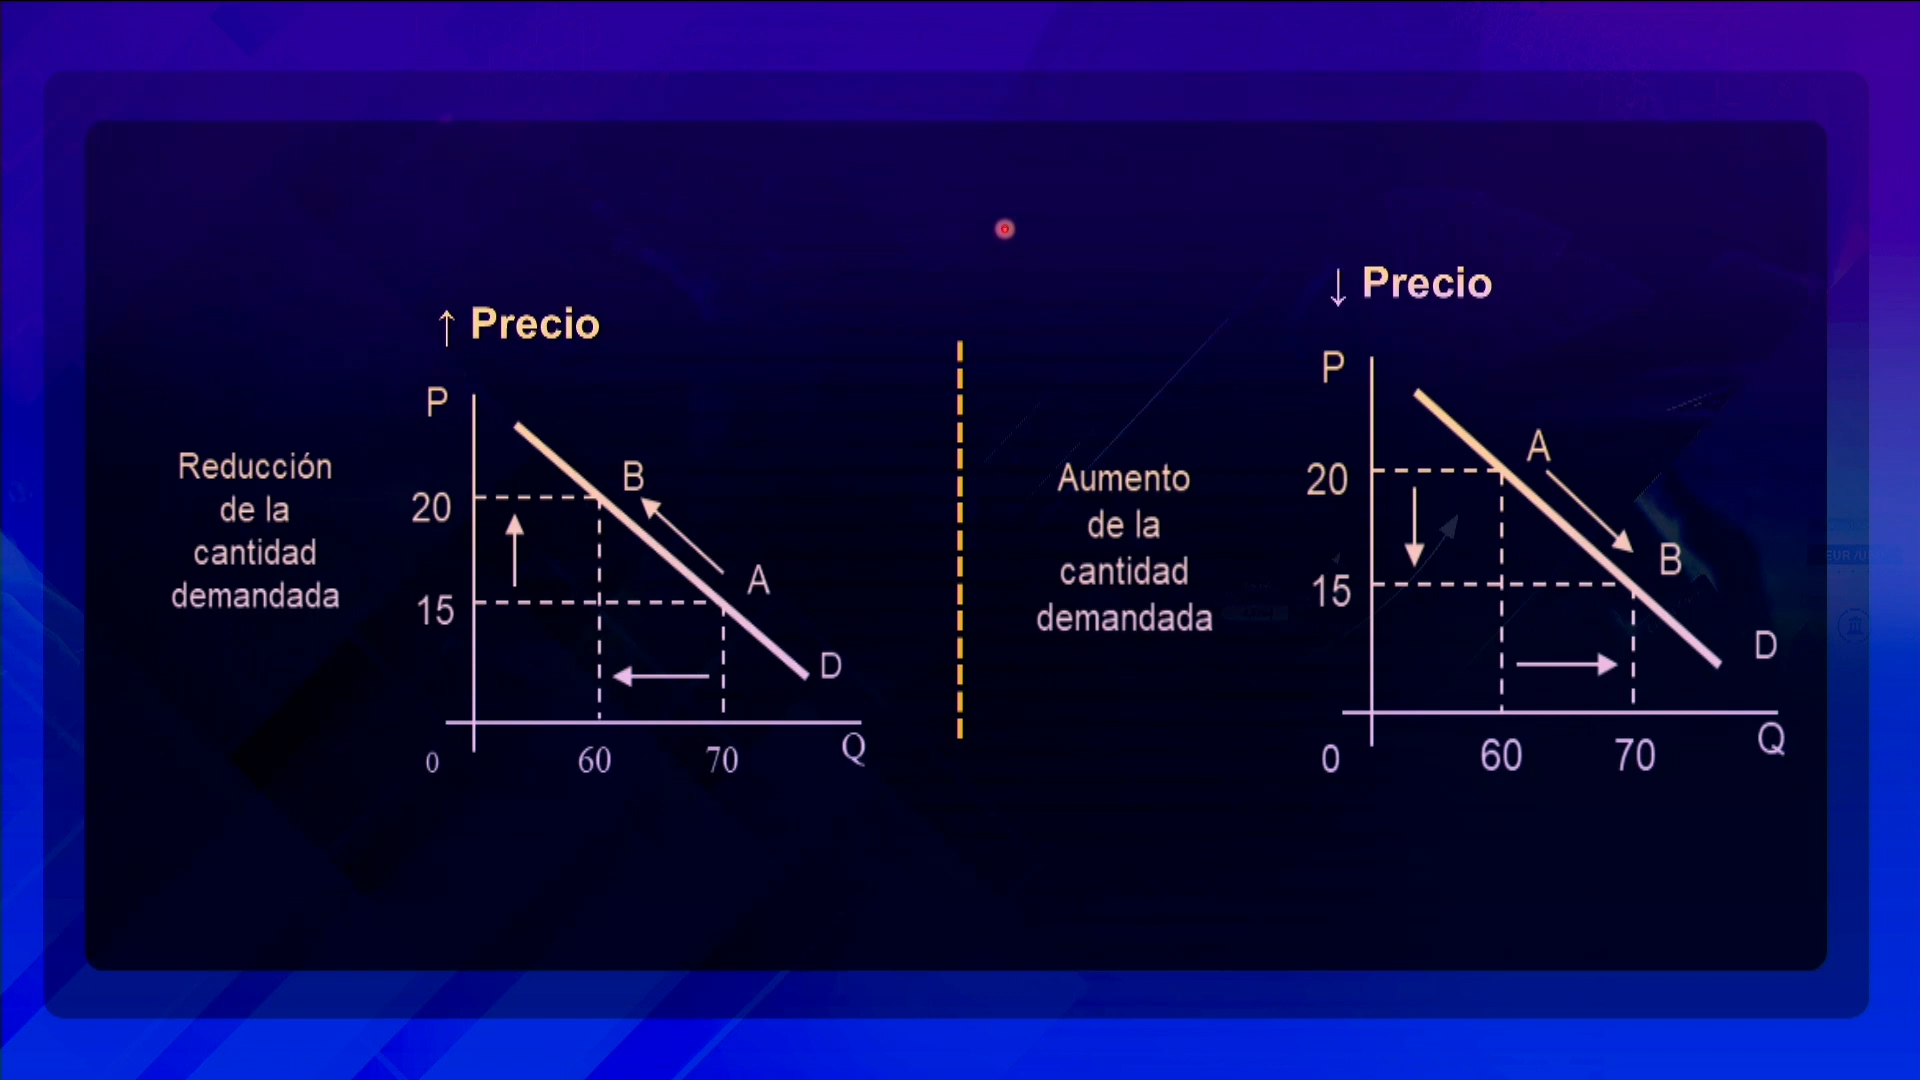 ↑ Precio
P
Reducción
de la
cantidad
demandada
B
20
A
15
D
0
60
70
Q
↓ Precio
P
Aumento
de la
cantidad
demandada
A
20
B
15
D
0
60
70
Q